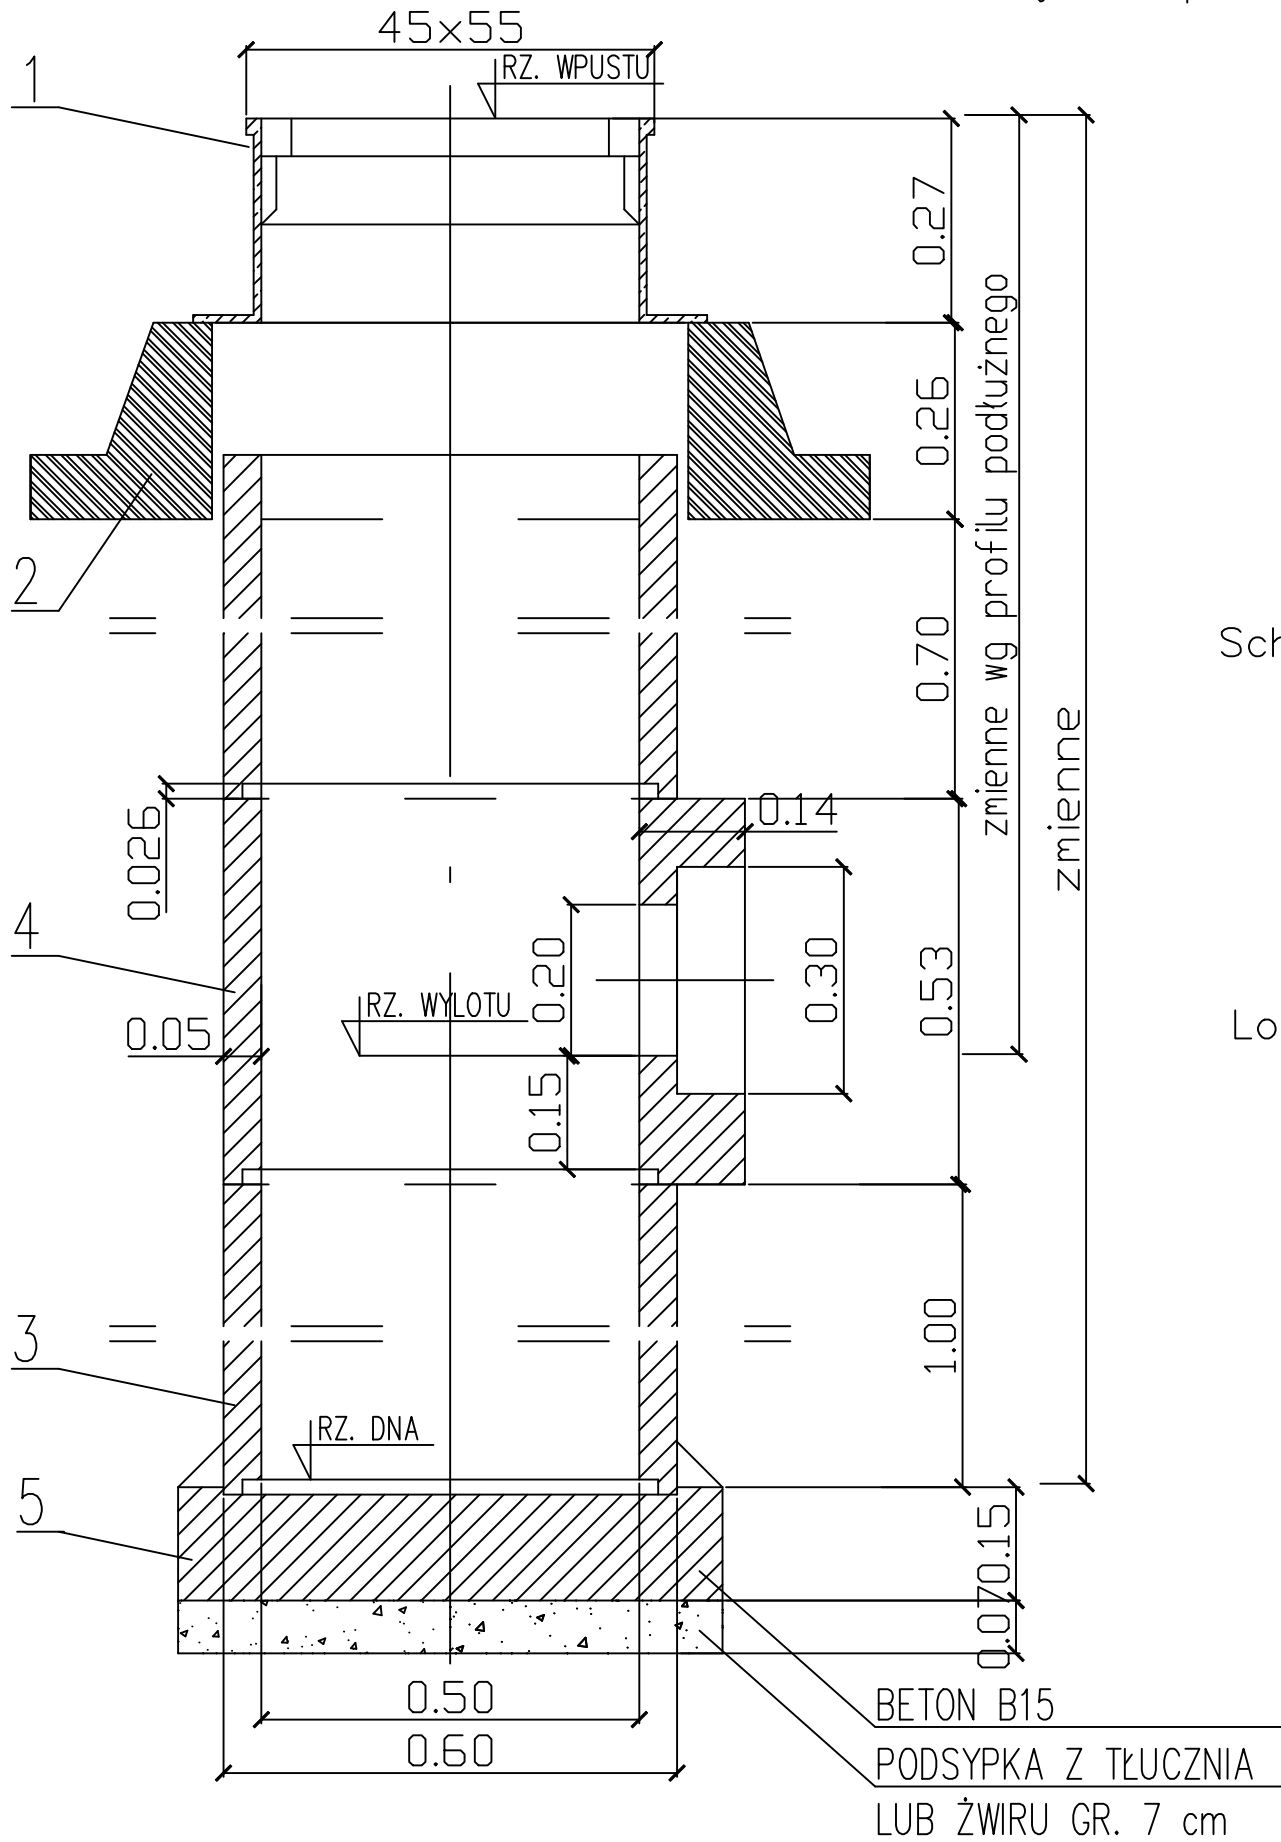 45x55
RZ. WPUSTU
1
0.27
0.26
zmienne wg profilu podłużnego
2
0.70
Sch
zmienne
0.14
0.026
4
0.20
0.30
0.53
RZ. WYLOTU
0.05
Lo
0.15
3
1.00
RZ. DNA
5
0.15
0.07
0.50
0.60
BETON B15
PODSYPKA Z TŁUCZNIA
LUB ŻWIRU GR. 7 cm